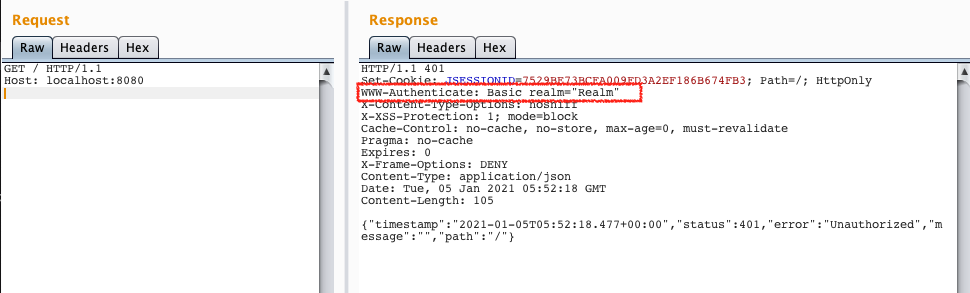 Request
Raw Headers Hex
GET / HTTP/1.1
Host: localhost:8080
Response
Raw Headers Hex
HTTP/1.1 401
Set-Cookie: JSESSIONID=7529BE73BCEA009ED3A2EF186B674FB3; Path=/; HttpOnly
WWW-Authenticate: Basic realm="Realm"
X-Content-Type-Options: nosniff
X-XSS-Protection: 1; mode=block
Cache-Control: no-cache, no-store, max-age=0, must-revalidate
Pragma: no-cache
Expires: 0
X-Frame-Options: DENY
Content-Type: application/json
Date: Tue, 05 Jan 2021 05:52:18 GMT
Content-Length: 105
{"timestamp":"2021-01-05T05:52:18.477+00:00","status":401,"error":"Unauthorized","m
essage":"","path":"/"}